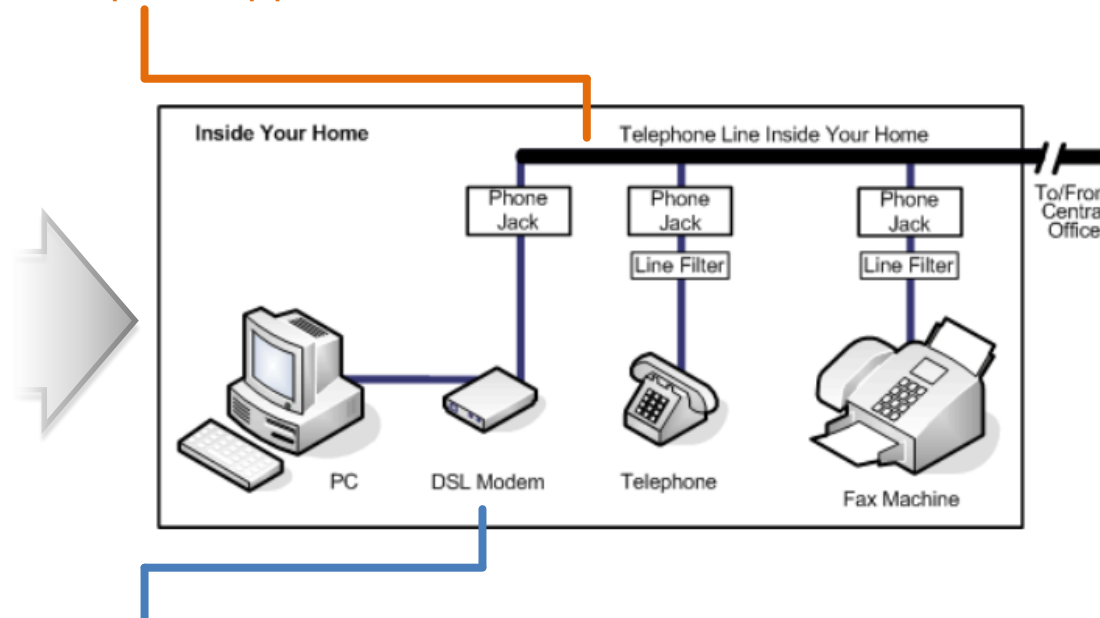 Inside Your Home
Telephone Line Inside Your Home
Phone
Jack
Phone
Jack
Phone
Jack
Line Filter
Line Filter
Office
PC
DSL Modem
Telephone
Fax Machine